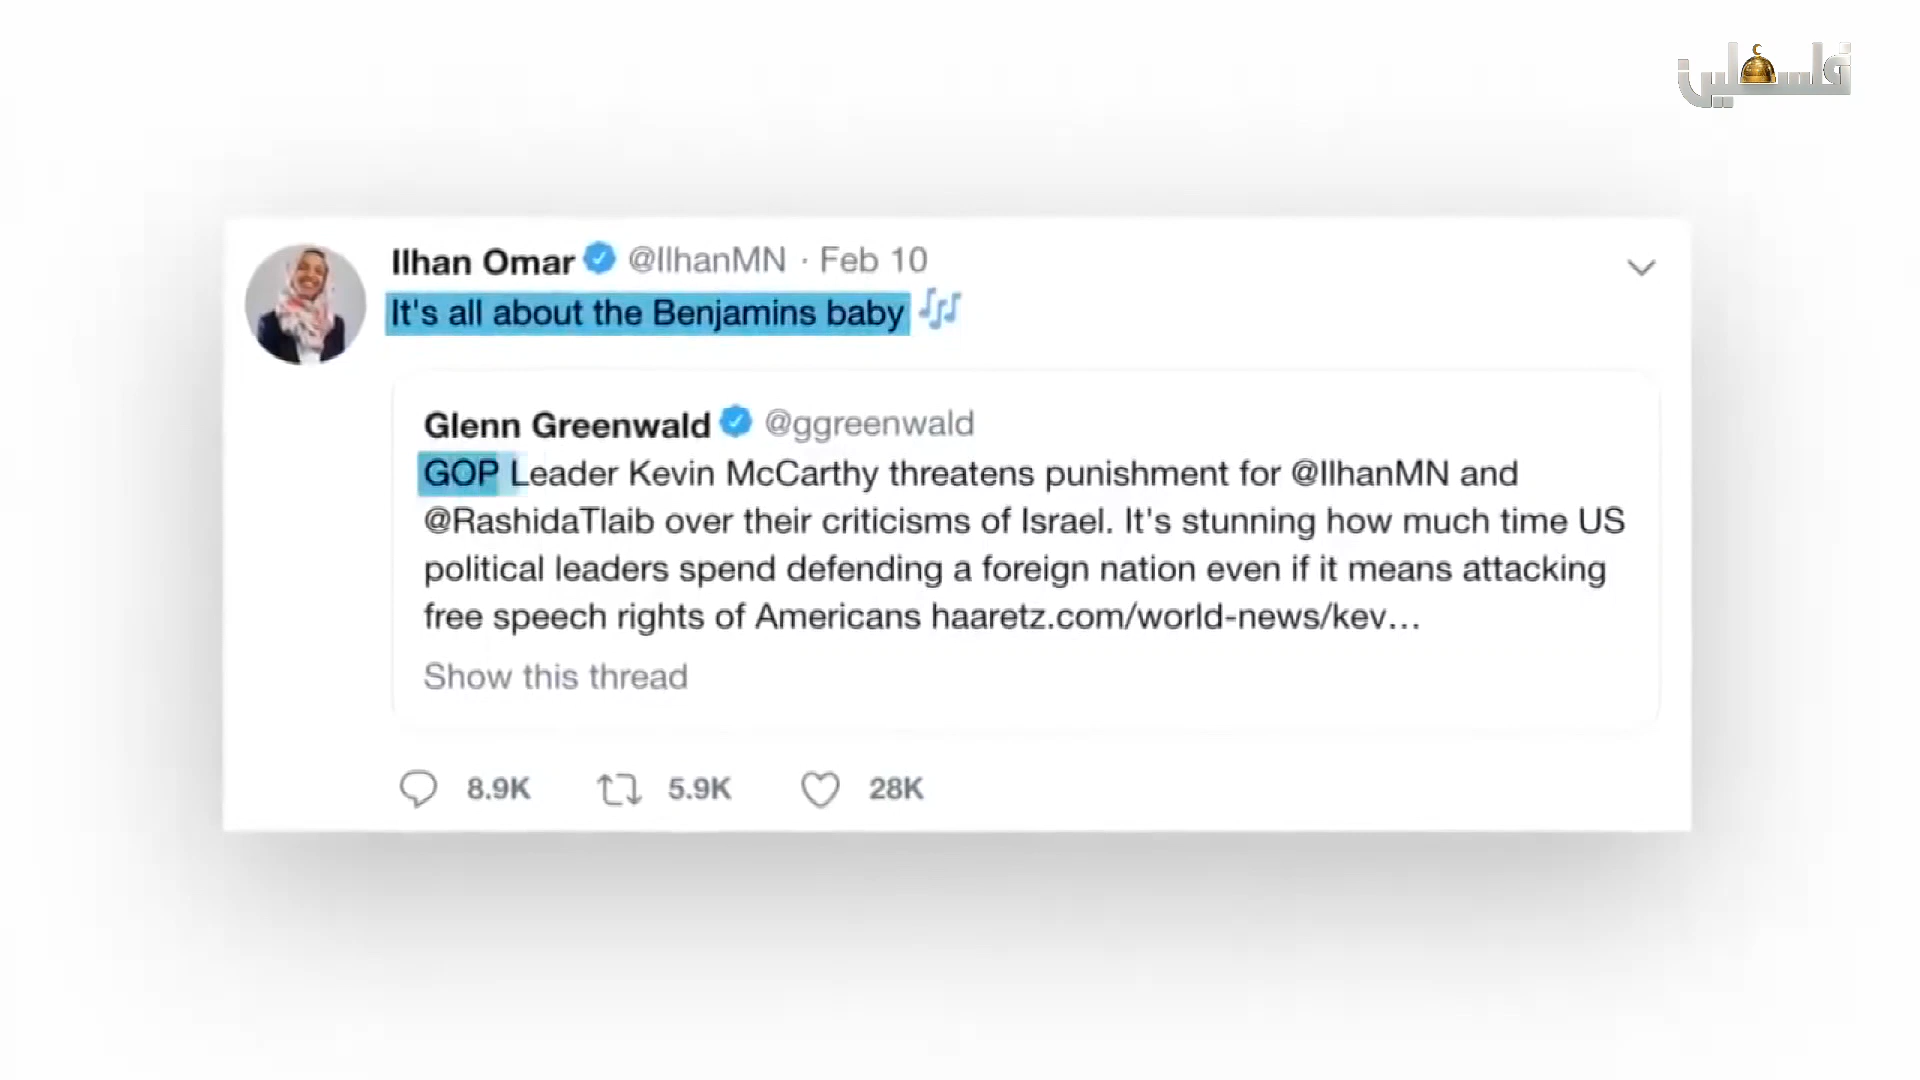 فلسطين
Ilhan Omar @IlhanMN · Feb 10
It's all about the Benjamins baby 🎶
Glenn Greenwald @ggreenwald
GOP Leader Kevin McCarthy threatens punishment for @IlhanMN and
@RashidaTlaib over their criticisms of Israel. It's stunning how much time US
political leaders spend defending a foreign nation even if it means attacking
free speech rights of Americans haaretz.com/world-news/kev…
Show this thread
8.9K 5.9K 28K